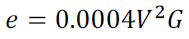 e = 0.0004V²G